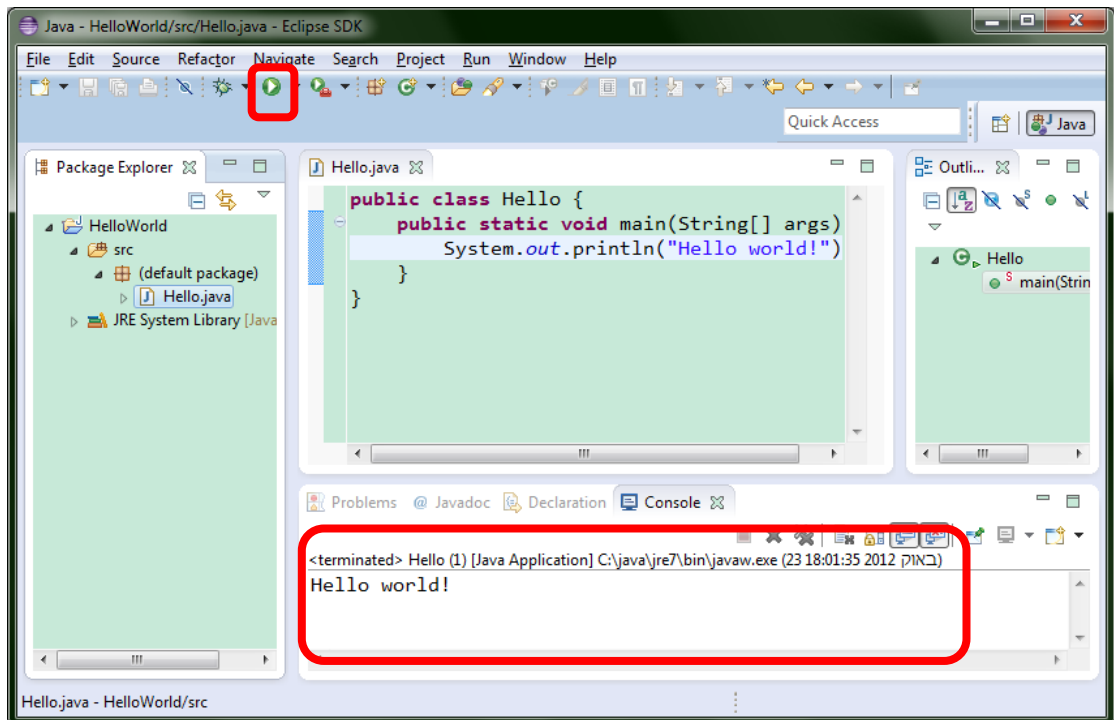 Java - HelloWorld/src/Hello.java - Eclipse SDK
File Edit Source Refactor Navigate Search Project Run Window Help
Quick Access
Java
Package Explorer
HelloWorld
src
(default package)
Hello.java
JRE System Library [Java
Hello.java
public class Hello {
public static void main(String[] args)
System.out.println("Hello world!")
}
}
Outli...
Hello
main(Strin
Problems @ Javadoc Declaration Console
<terminated> Hello (1) [Java Application] C:\java\jre7\bin\javaw.exe (23 18:01:35 2012 באוק)
Hello world!
Hello.java - HelloWorld/src